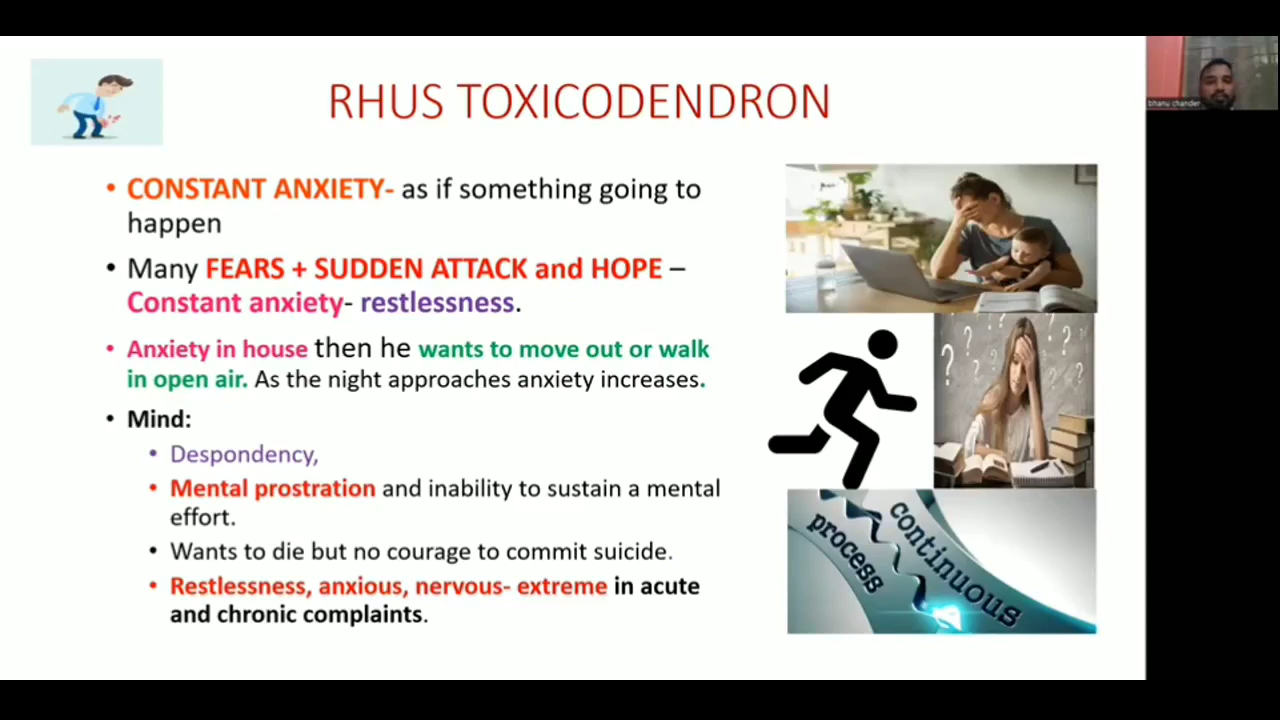 RHUS TOXICODENDRON
bhanu chander
• CONSTANT ANXIETY- as if something going to
happen
• Many FEARS + SUDDEN ATTACK and HOPE –
Constant anxiety- restlessness.
• Anxiety in house then he wants to move out or walk
in open air. As the night approaches anxiety increases.
• Mind:
• Despondency,
• Mental prostration and inability to sustain a mental
effort.
• Wants to die but no courage to commit suicide.
• Restlessness, anxious, nervous- extreme in acute
and chronic complaints.
? ? ? ?
process
continuous